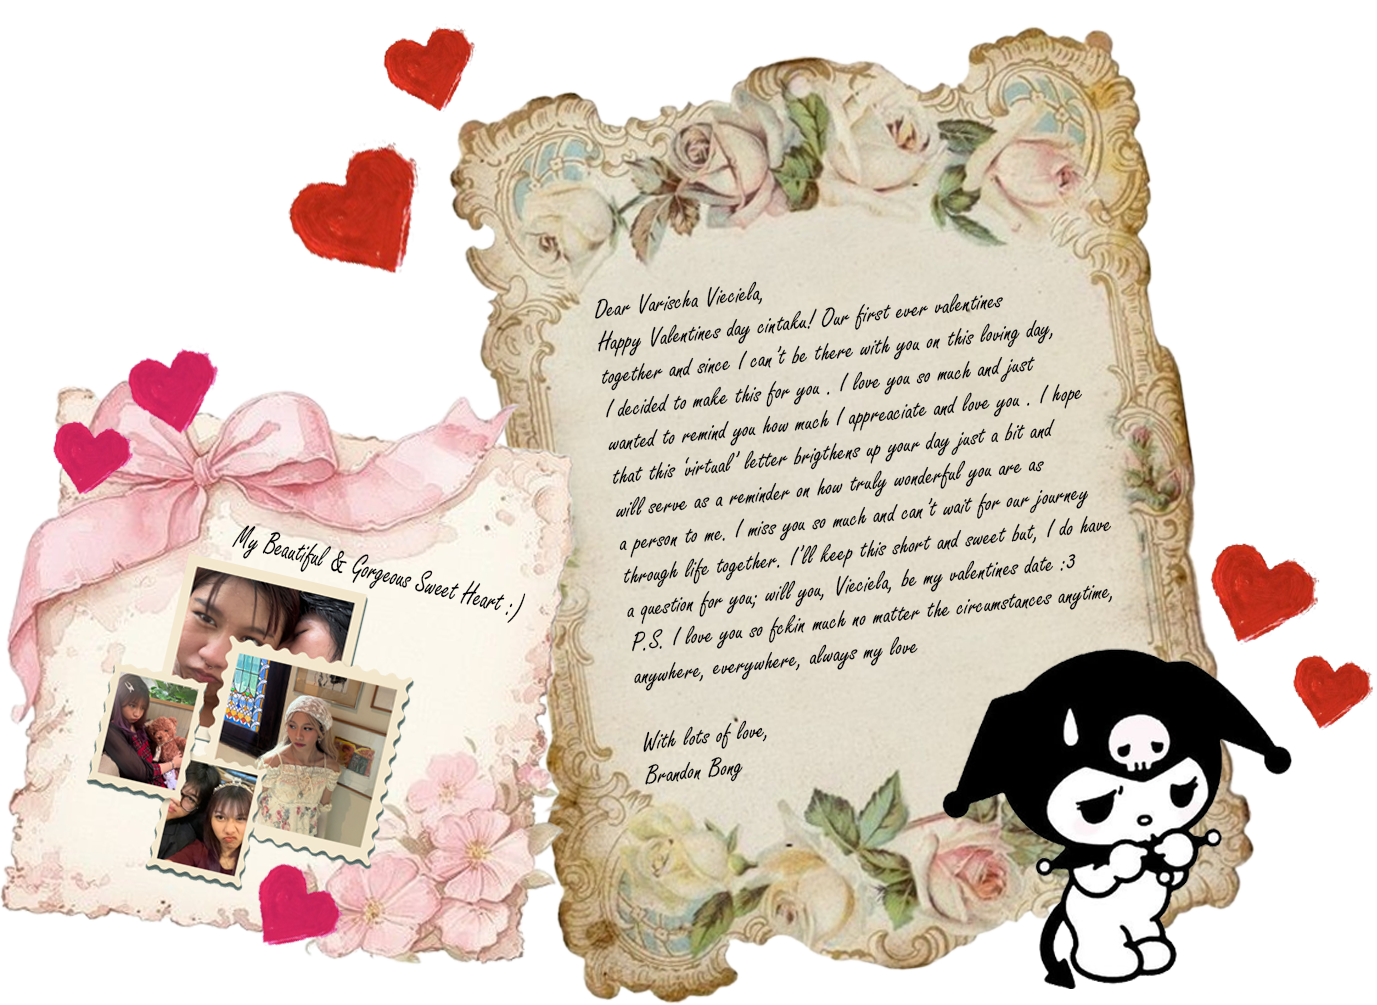 Dear Varischa Vieciela,
Happy Valentines day cintaku! Our first ever valentines
together and since I can't be there with you on this loving day,
I decided to make this for you . I love you so much and just
wanted to remind you how much I appreaciate and love you . I hope
that this 'virtual' letter brigthens up your day just a bit and
will serve as a reminder on how truly wonderful you are as
a person to me. I miss you so much and can't wait for our journey
through life together. I'll keep this short and sweet but, I do have
a question for you; will you, Vieciela, be my valentines date :3
P.S. I love you so fckin much no matter the circumstances anytime,
anywhere, everywhere, always my love
With lots of love,
Brandon Bong
My Beautiful & Gorgeous Sweet Heart :)